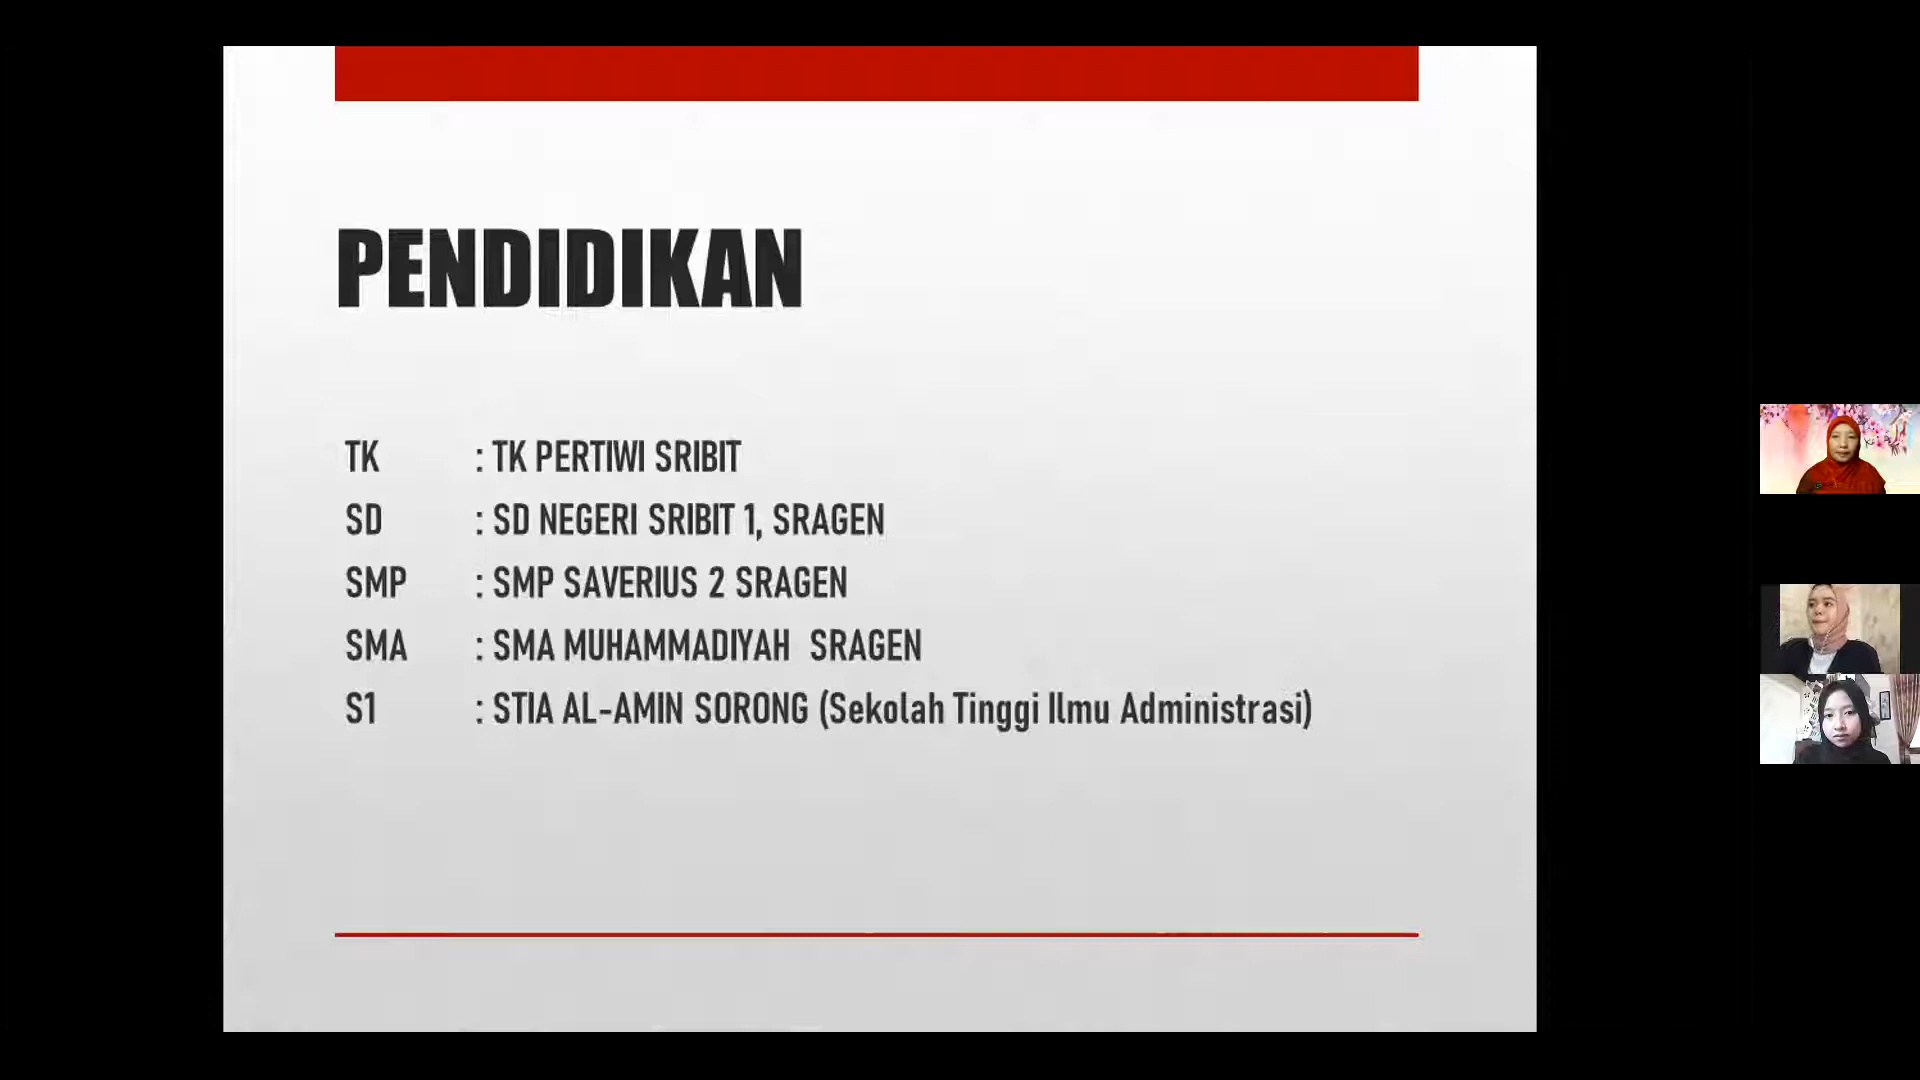 PENDIDIKAN
TK : TK PERTIWI SRIBIT
SD : SD NEGERI SRIBIT 1, SRAGEN
SMP : SMP SAVERIUS 2 SRAGEN
SMA : SMA MUHAMMADIYAH SRAGEN
S1 : STIA AL-AMIN SORONG (Sekolah Tinggi Ilmu Administrasi)